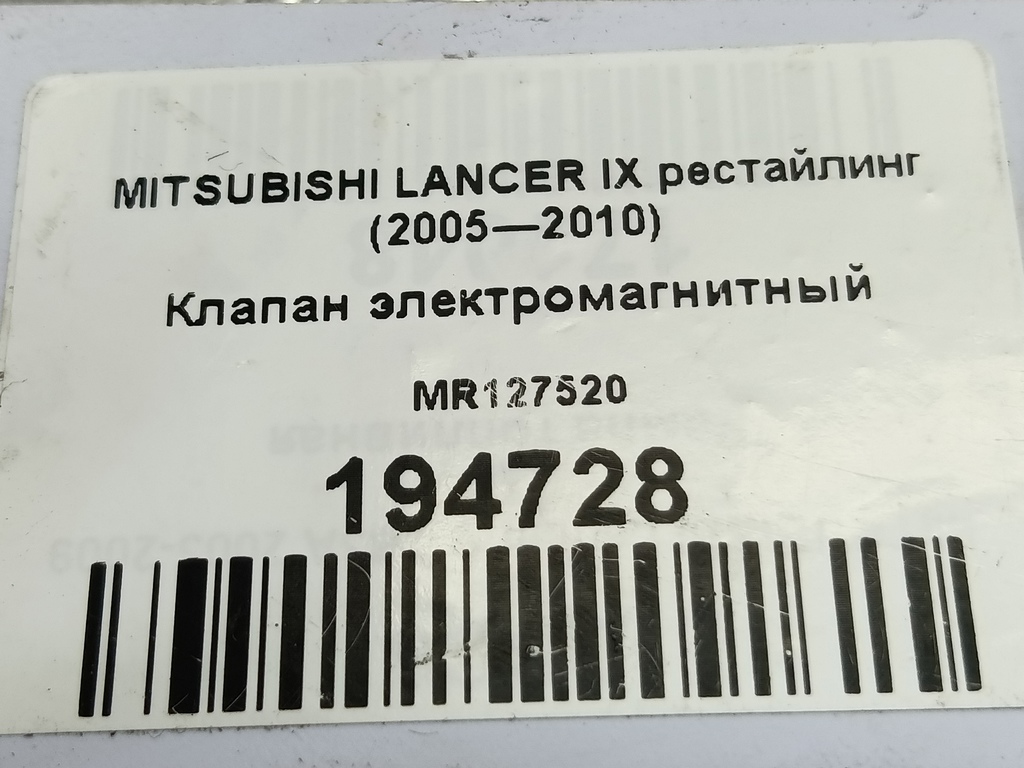 MITSUBISHI LANCER IX рестайлинг
(2005—2010)
Клапан электромагнитный
MR127520
194728